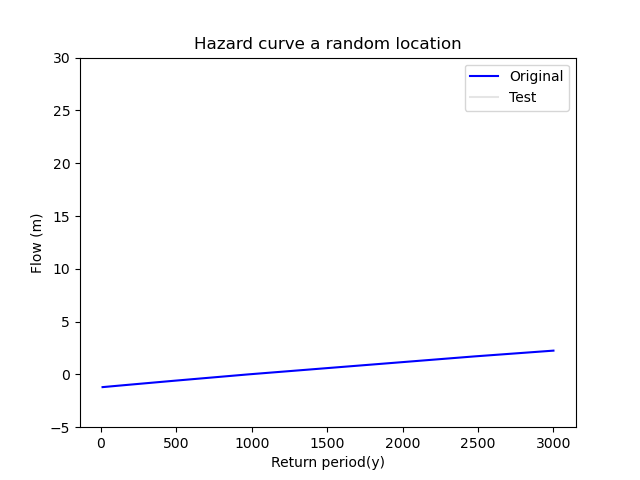 Hazard curve a random location
Original
Test
30
25
20
15
10
5
0
−5
Flow (m)
0 500 1000 1500 2000 2500 3000
Return period(y)